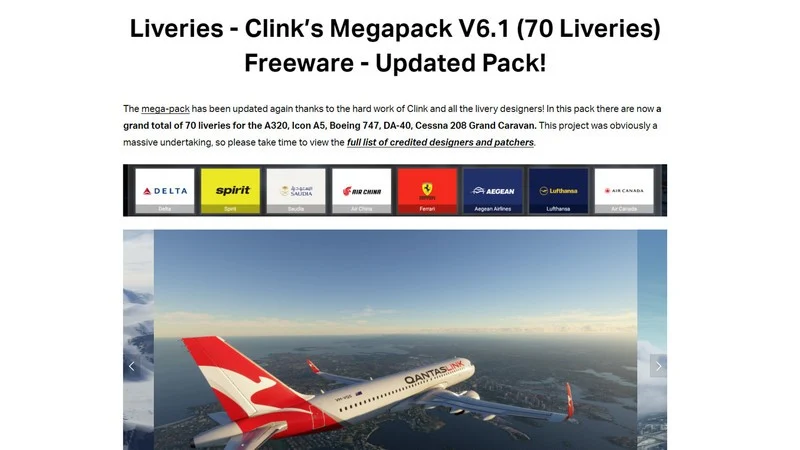 Liveries - Clink’s Megapack V6.1 (70 Liveries)
Freeware - Updated Pack!
The mega-pack has been updated again thanks to the hard work of Clink and all the livery designers! In this pack there are now a
grand total of 70 liveries for the A320, Icon A5, Boeing 747, DA-40, Cessna 208 Grand Caravan. This project was obviously a
massive undertaking, so please take time to view the full list of credited designers and patchers.
DELTA
spirit
السعودية
SAUDIA
AIR CHINA
AEGEAN
Lufthansa
AIR CANADA
Delta
Spirit
Saudia
Air China
Ferrari
Aegean Airlines
Lufthansa
Air Canada
QANTASLINK